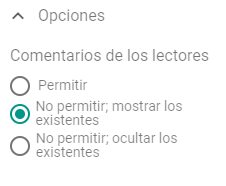 Opciones
Comentarios de los lectores
Permitir
No permitir; mostrar los
existentes
No permitir; ocultar los
existentes